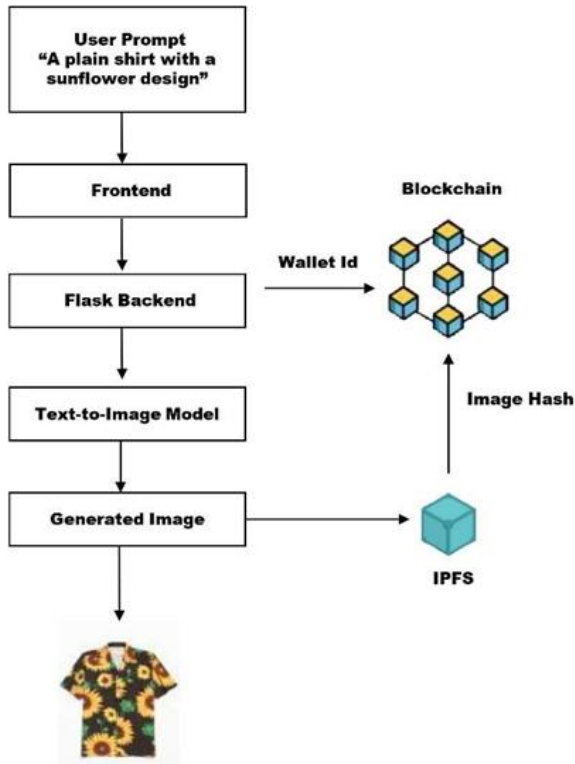 User Prompt
“A plain shirt with a
sunflower design”
Frontend
Blockchain
Wallet Id
Flask Backend
Text-to-Image Model
Image Hash
Generated Image
IPFS